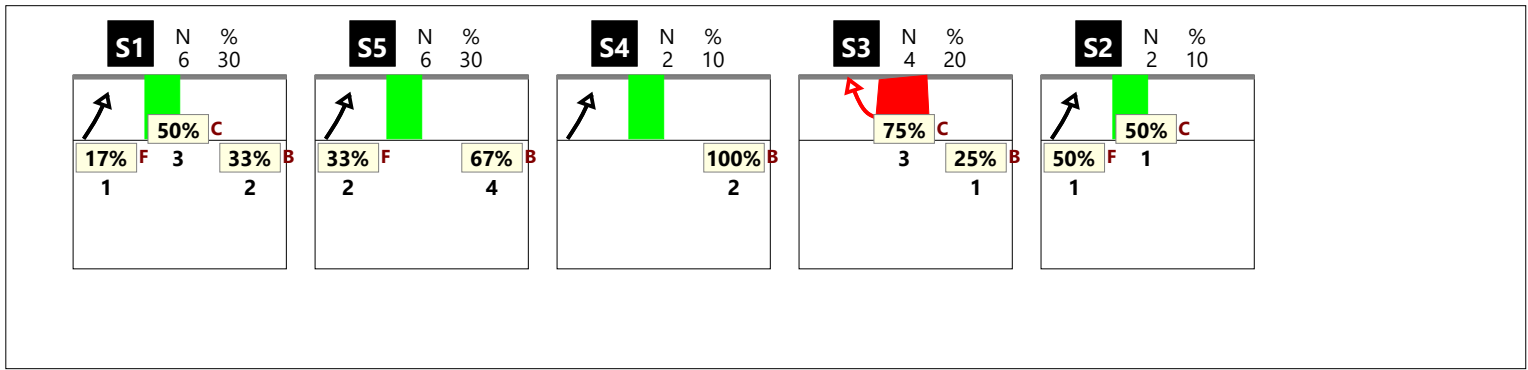 S1 N %
6 30
50% C
17% F 3 33% B
1 2
S5 N %
6 30
33% F 67% B
2 4
S4 N %
2 10
100% B
2
S3 N %
4 20
75% C
3 25% B
1
S2 N %
2 10
50% C
50% F 1
1